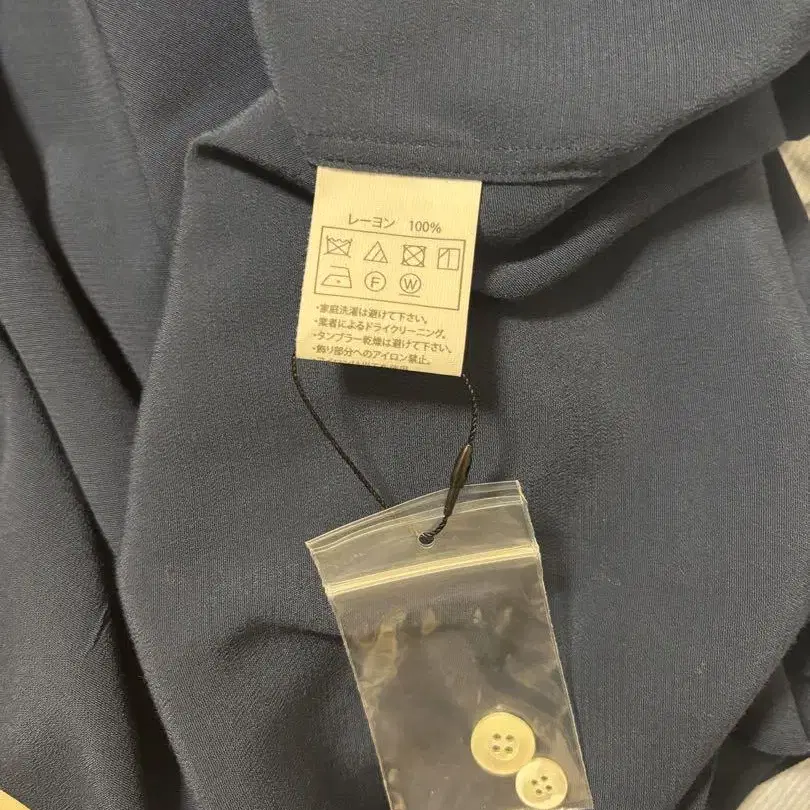 レーヨン 100%
F W
・家庭洗濯は避けて下さい。
・業者によるドライクリーニング。
・タンブラー乾燥は避けて下さい。
・飾り部分へのアイロン禁止。